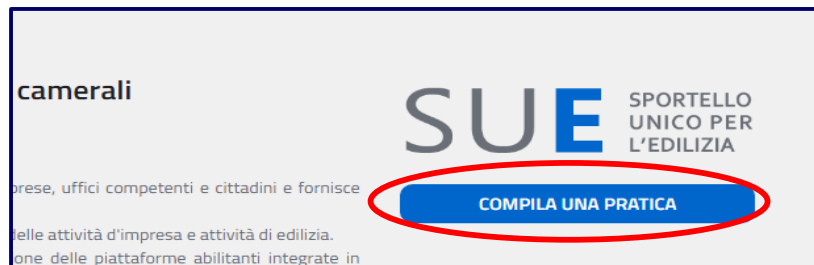 camerali
prese, uffici competenti e cittadini e fornisce
delle attività d'impresa e attività di edilizia.
one delle piattaforme abilitanti integrate in
SUE
SPORTELLO
UNICO PER
L'EDILIZIA
COMPILA UNA PRATICA